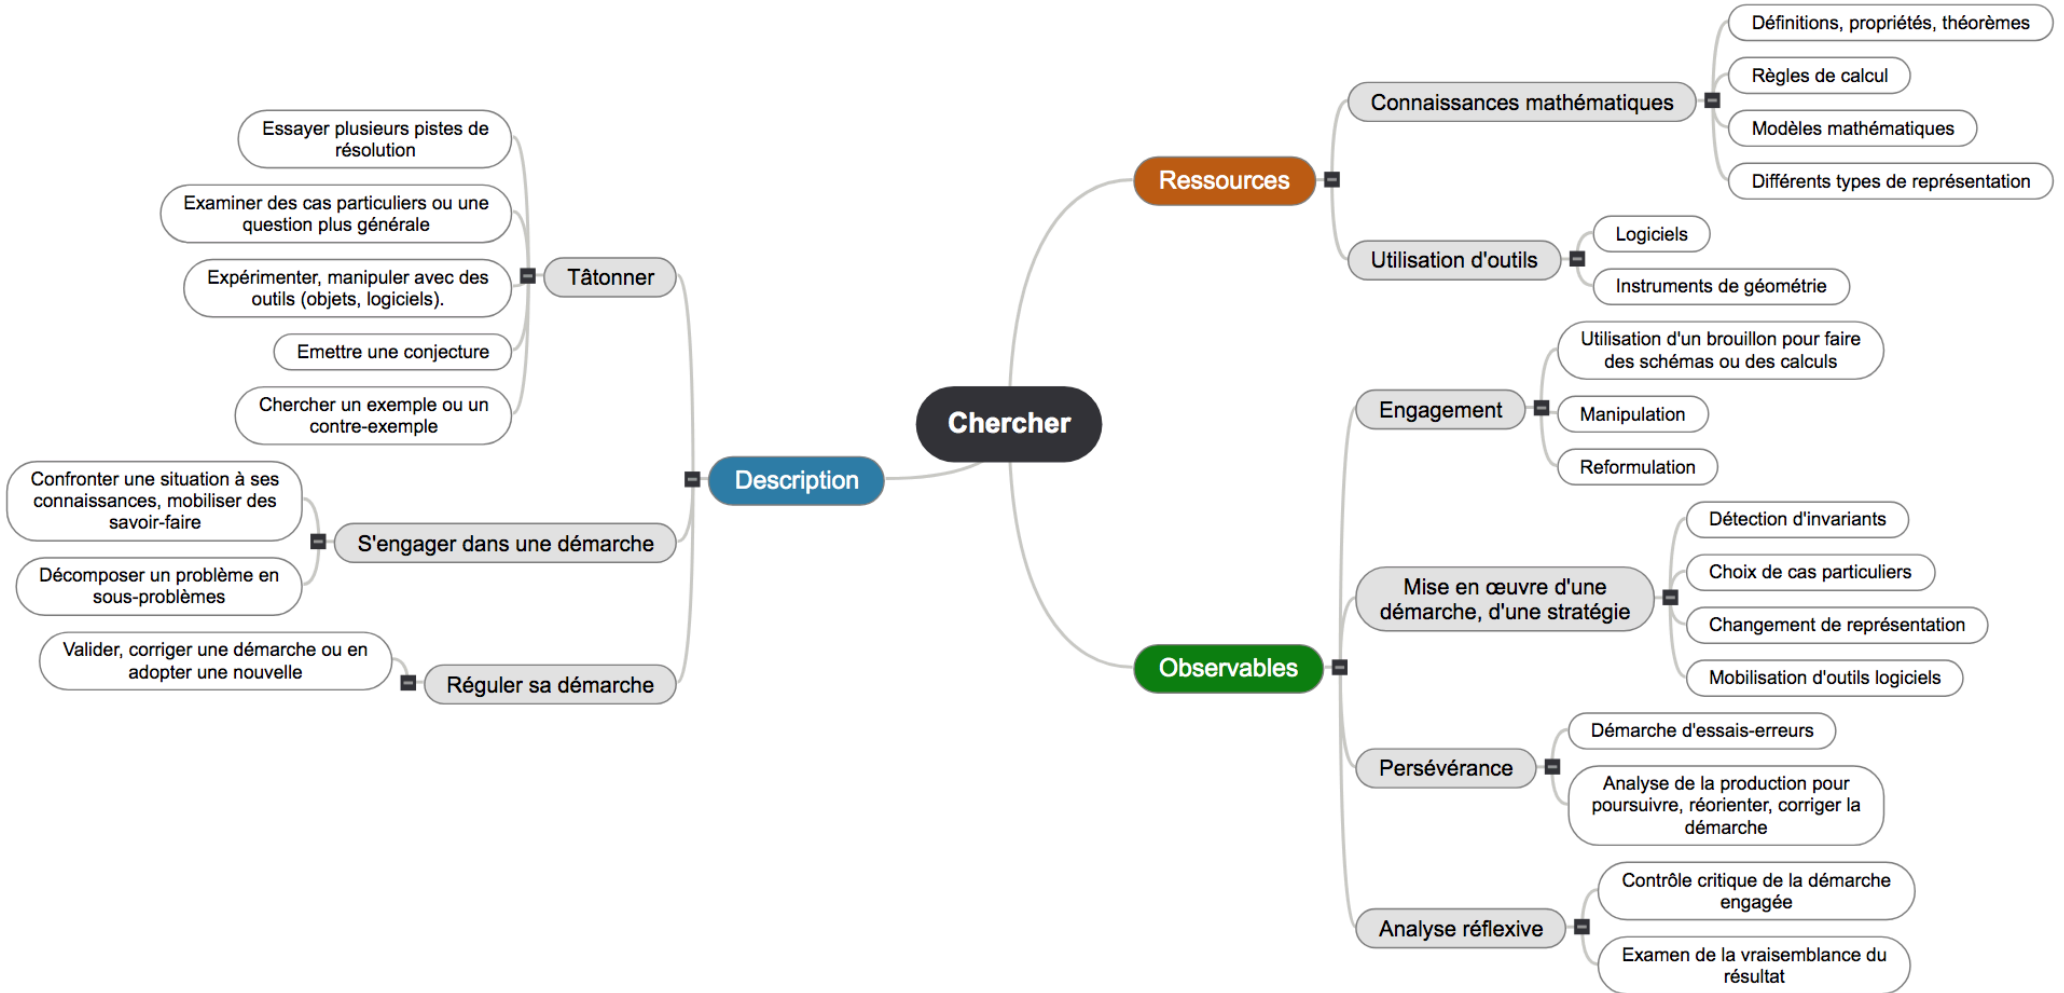 Chercher
Ressources
Connaissances mathématiques
Définitions, propriétés, théorèmes
Règles de calcul
Modèles mathématiques
Différents types de représentation
Utilisation d'outils
Logiciels
Instruments de géométrie
Observables
Engagement
Utilisation d'un brouillon pour faire
des schémas ou des calculs
Manipulation
Reformulation
Mise en œuvre d'une
démarche, d'une stratégie
Détection d'invariants
Choix de cas particuliers
Changement de représentation
Mobilisation d'outils logiciels
Persévérance
Démarche d'essais-erreurs
Analyse de la production pour
poursuivre, réorienter, corriger la
démarche
Analyse réflexive
Contrôle critique de la démarche
engagée
Examen de la vraisemblance du
résultat
Description
Tâtonner
Essayer plusieurs pistes de
résolution
Examiner des cas particuliers ou une
question plus générale
Expérimenter, manipuler avec des
outils (objets, logiciels).
Emettre une conjecture
Chercher un exemple ou un
contre-exemple
S'engager dans une démarche
Confronter une situation à ses
connaissances, mobiliser des
savoir-faire
Décomposer un problème en
sous-problèmes
Réguler sa démarche
Valider, corriger une démarche ou en
adopter une nouvelle